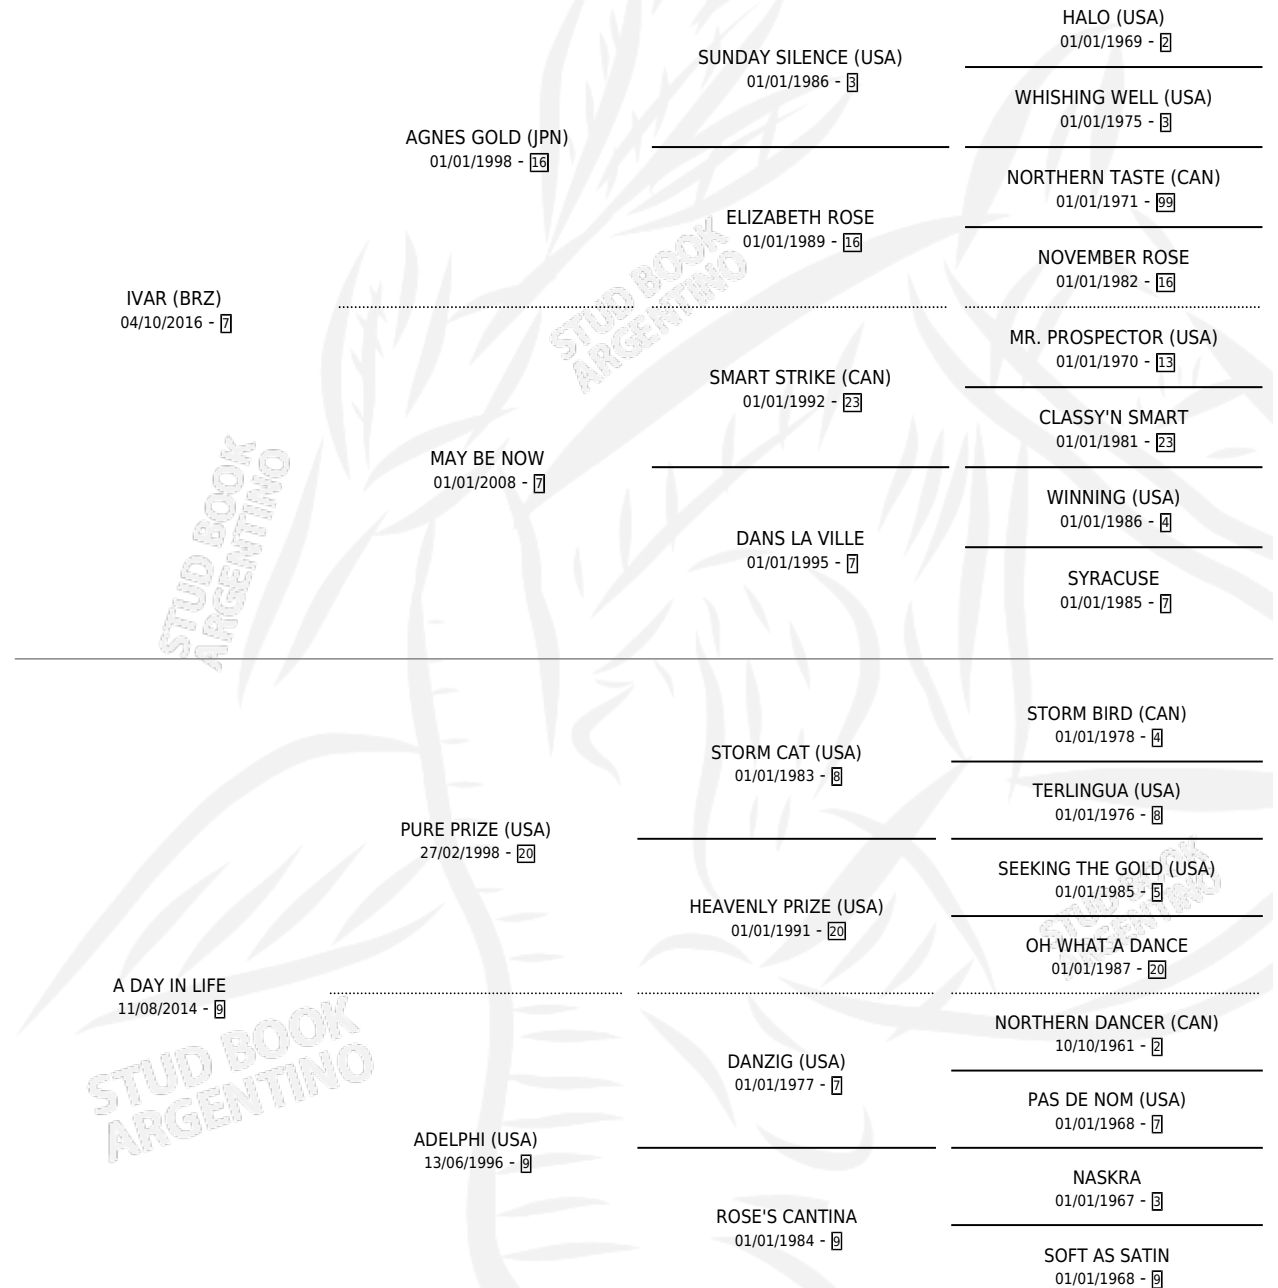 HALO (USA)
01/01/1969 - 2
SUNDAY SILENCE (USA)
01/01/1986 - 3
WHISHING WELL (USA)
01/01/1975 - 3
AGNES GOLD (JPN)
01/01/1998 - 16
NORTHERN TASTE (CAN)
01/01/1971 - 99
ELIZABETH ROSE
01/01/1989 - 16
NOVEMBER ROSE
01/01/1982 - 16
IVAR (BRZ)
04/10/2016 - 7
MR. PROSPECTOR (USA)
01/01/1970 - 13
SMART STRIKE (CAN)
01/01/1992 - 23
CLASSY'N SMART
01/01/1981 - 23
MAY BE NOW
01/01/2008 - 7
WINNING (USA)
01/01/1986 - 4
DANS LA VILLE
01/01/1995 - 7
SYRACUSE
01/01/1985 - 7
STORM BIRD (CAN)
01/01/1978 - 4
STORM CAT (USA)
01/01/1983 - 8
TERLINGUA (USA)
01/01/1976 - 8
PURE PRIZE (USA)
27/02/1998 - 20
SEEKING THE GOLD (USA)
01/01/1985 - 5
HEAVENLY PRIZE (USA)
01/01/1991 - 20
OH WHAT A DANCE
01/01/1987 - 20
A DAY IN LIFE
11/08/2014 - 9
NORTHERN DANCER (CAN)
10/10/1961 - 2
DANZIG (USA)
01/01/1977 - 7
PAS DE NOM (USA)
01/01/1968 - 7
ADELPHI (USA)
13/06/1996 - 9
NASKRA
01/01/1967 - 3
ROSE'S CANTINA
01/01/1984 - 9
SOFT AS SATIN
01/01/1968 - 9
STUD BOOK
ARGENTINO
STUD BOOK
ARGENTINO
STUD BOOK
ARGENTINO
STUD BOOK
ARGENTINO